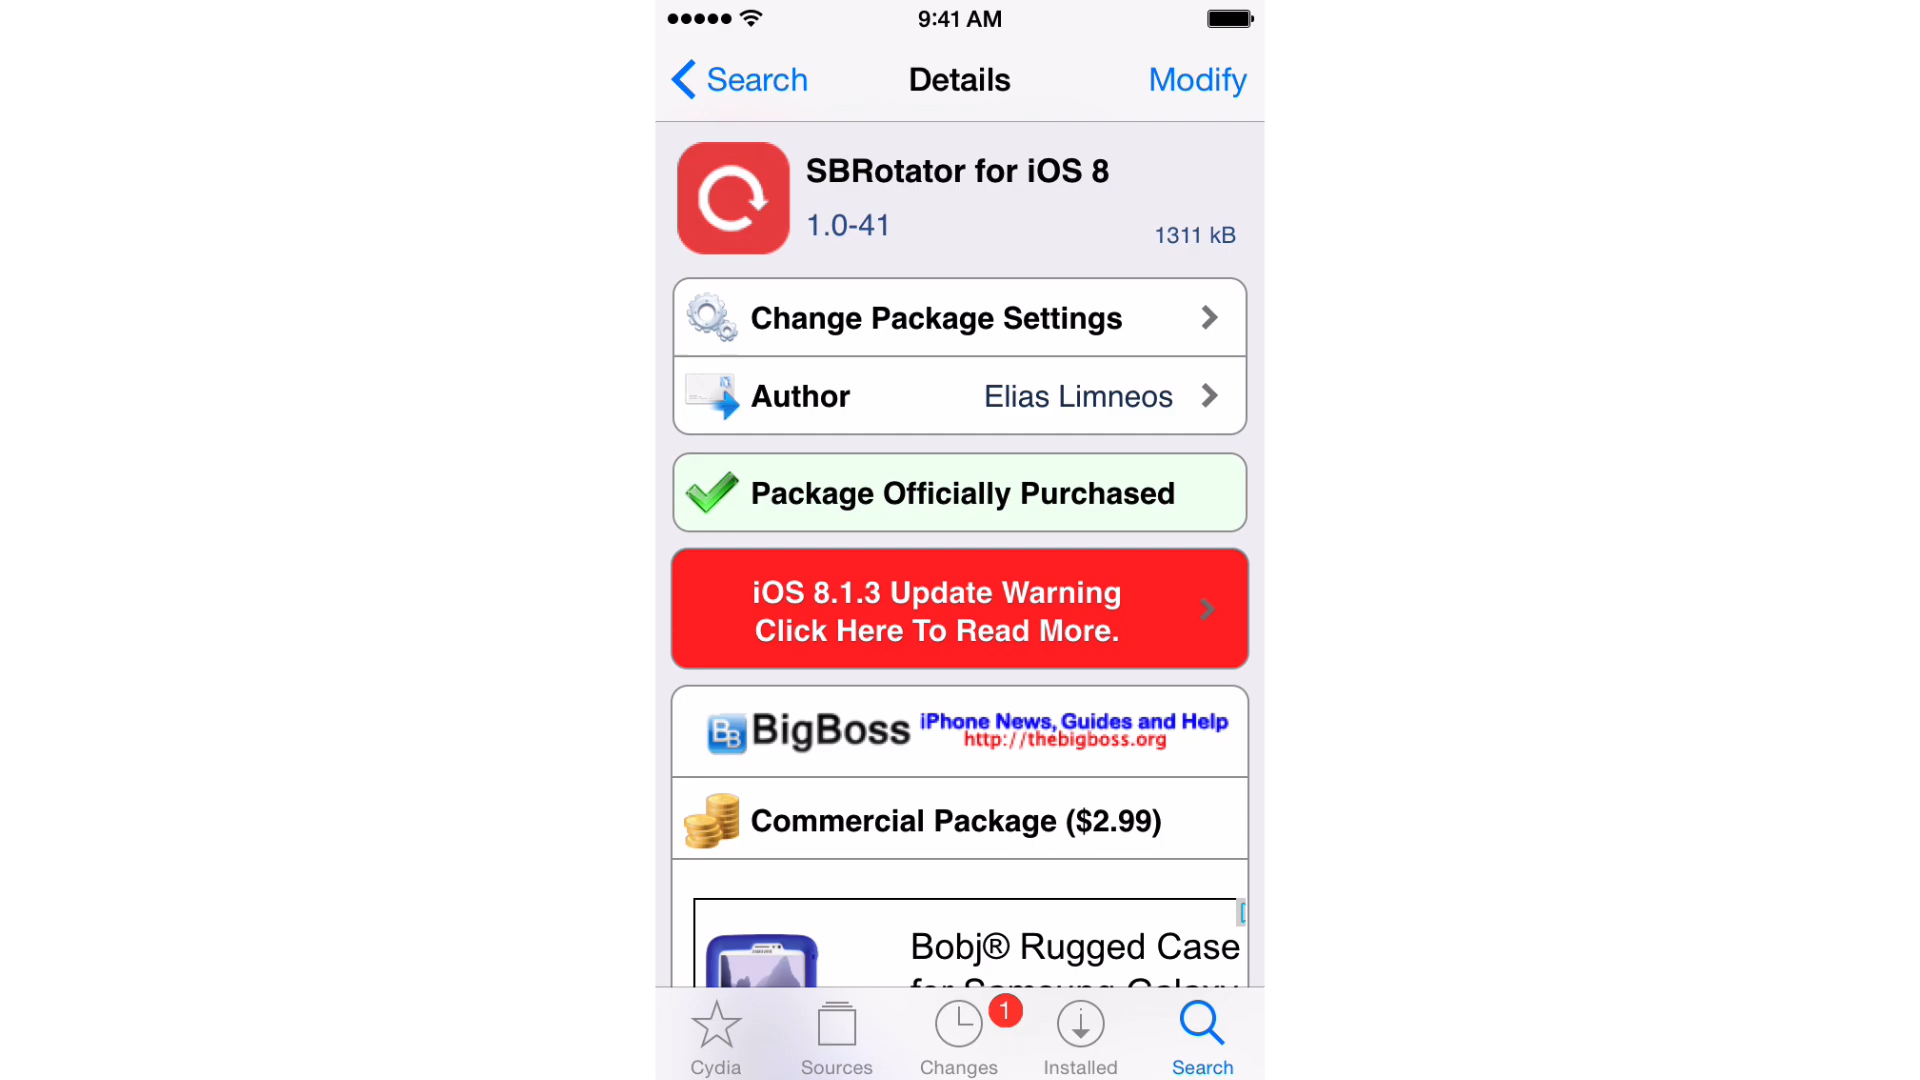 9:41 AM
Search
Details
Modify
SBRotator for iOS 8
1.0-41
1311 kB
Change Package Settings
Author
Elias Limneos
Package Officially Purchased
iOS 8.1.3 Update Warning
Click Here To Read More.
BB BigBoss
iPhone News, Guides and Help
http://thebigboss.org
Commercial Package ($2.99)
Bobj® Rugged Case
for Samsung Galaxy
1
Cydia
Sources
Changes
Installed
Search